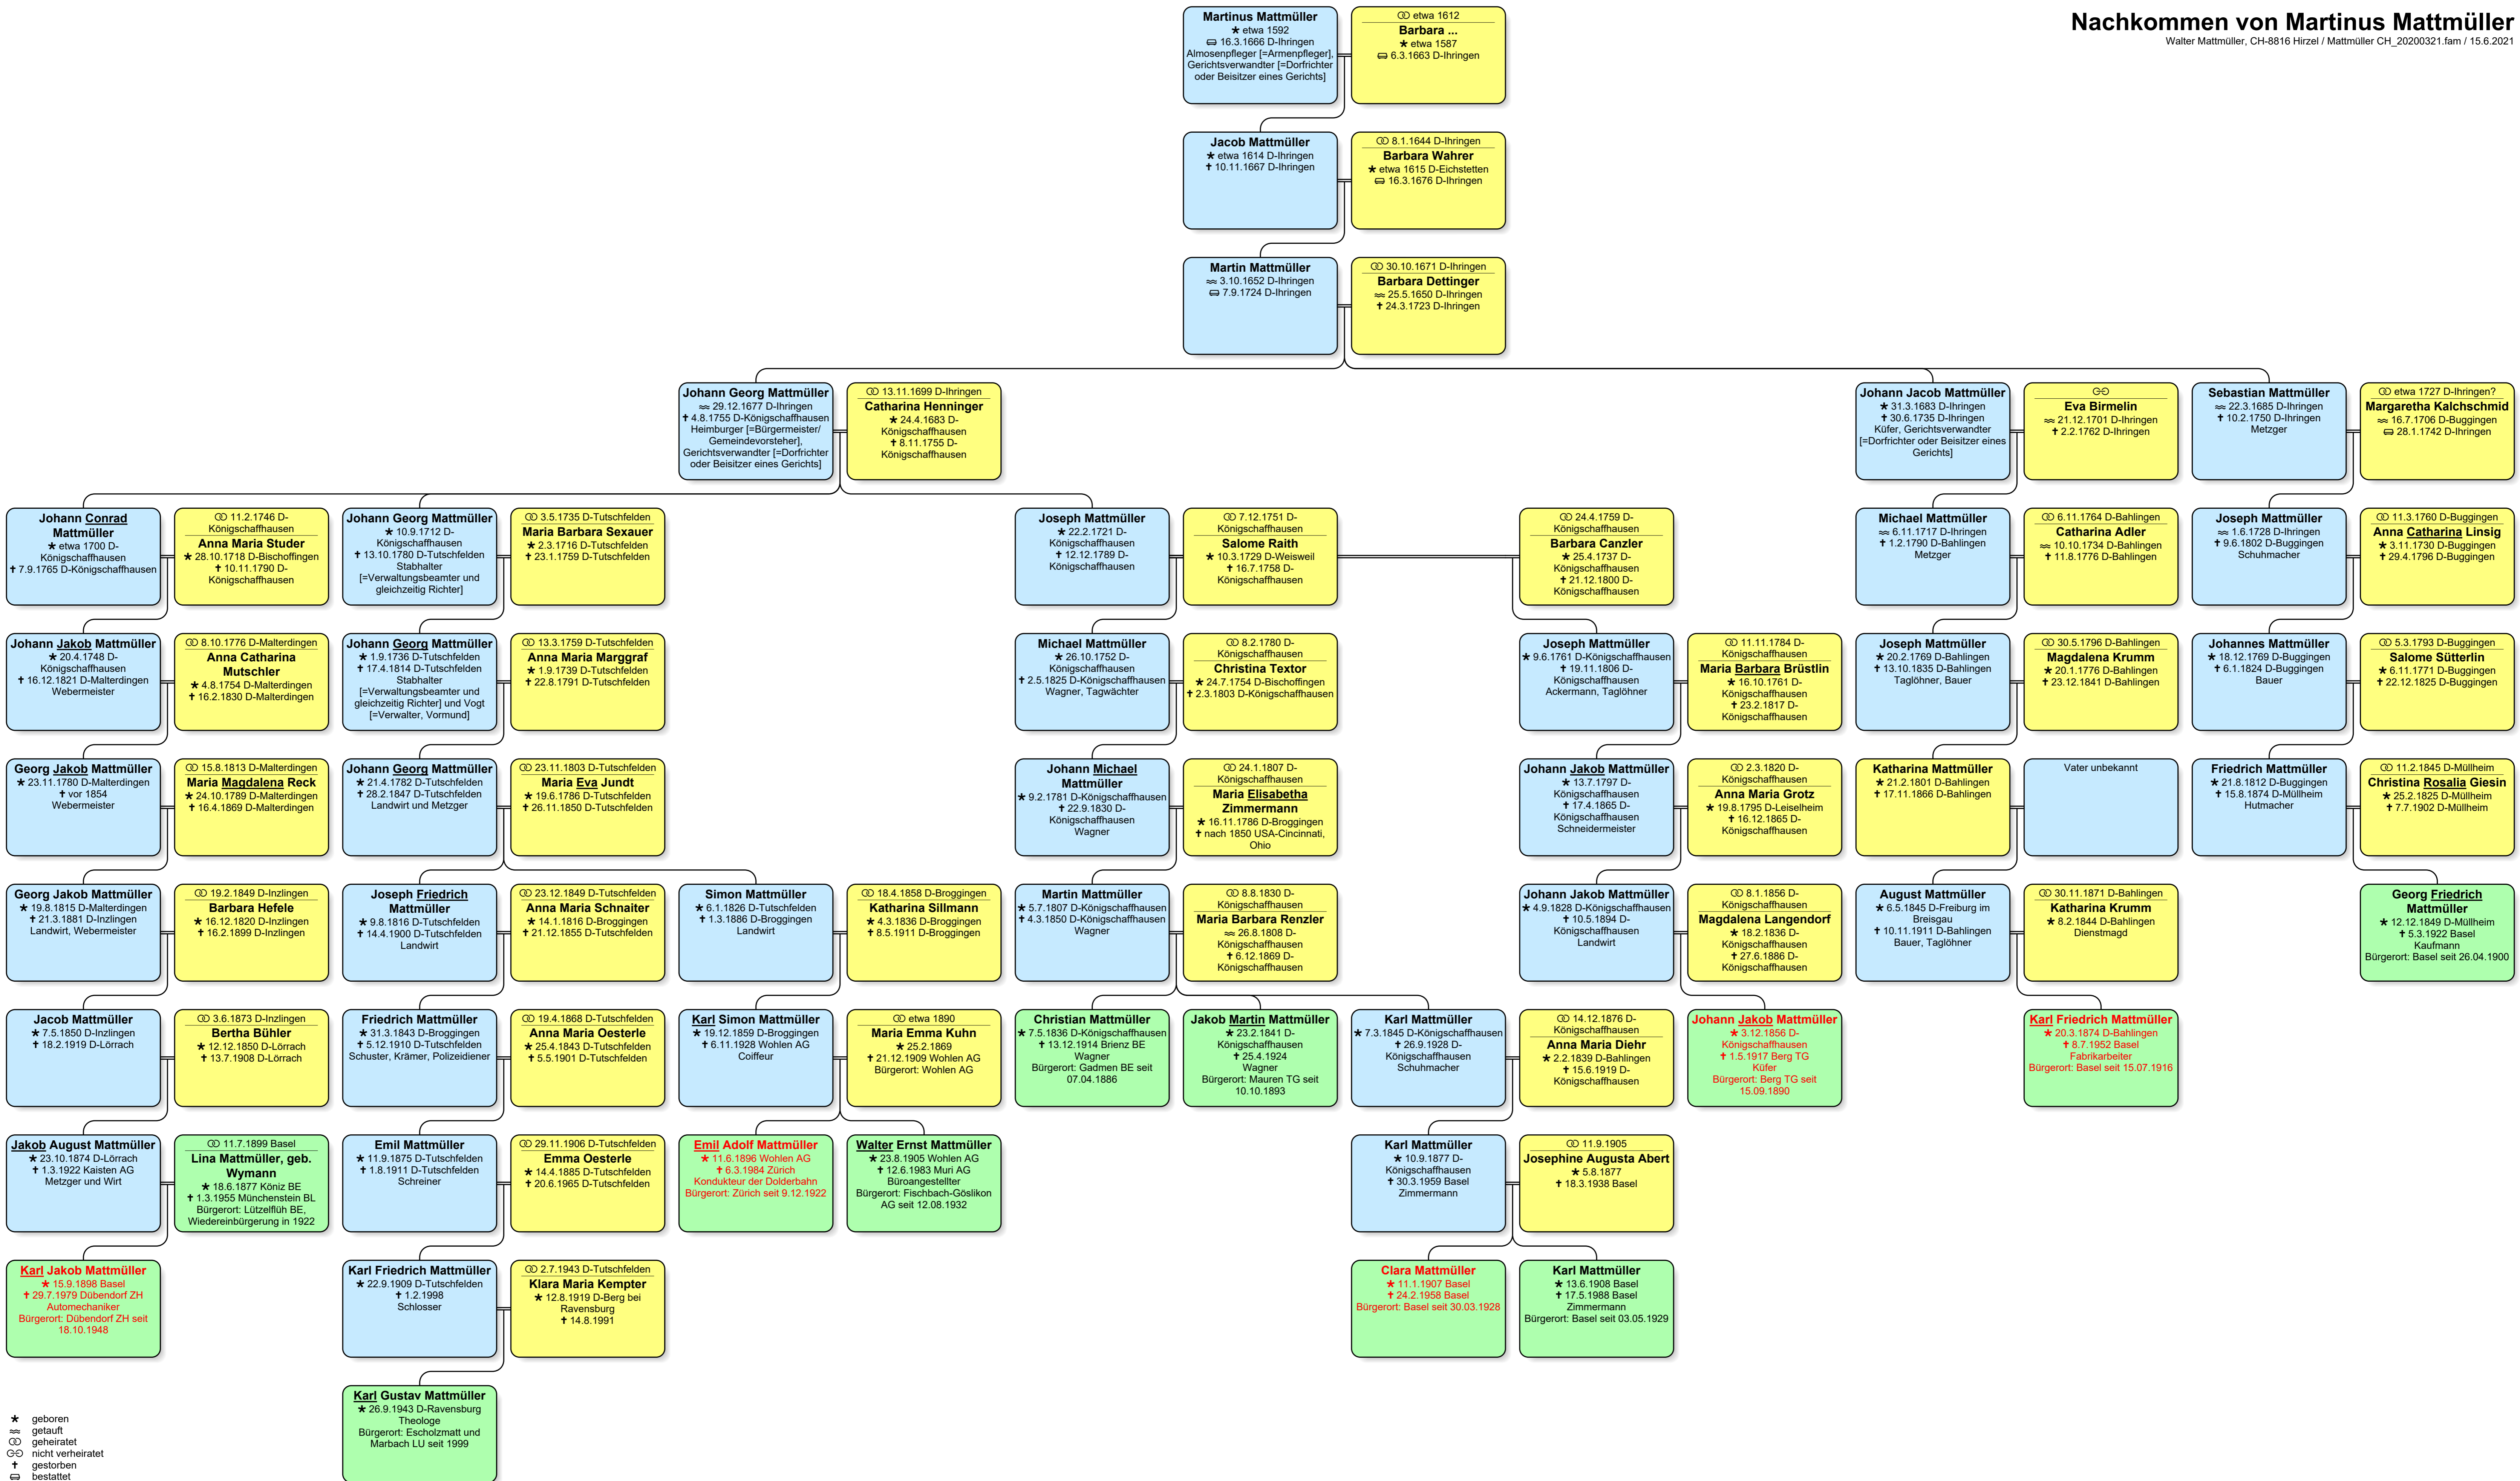 Nachkommen von Martinus Mattmüller
Walter Mattmüller, CH-8816 Hirzel / Mattmüller CH_20200321.fam / 15.6.2021
Martinus Mattmüller
★ etwa 1592
16.3.1666 D-Ihringen
Almosenpfleger [=Armenpfleger],
Gerichtsverwandter [=Dorfrichter
oder Beisitzer eines Gerichts]
⚭ etwa 1612
Barbara ...
★ etwa 1587
6.3.1663 D-Ihringen
Jacob Mattmüller
★ etwa 1614 D-Ihringen
✝ 10.11.1667 D-Ihringen
⚭ 8.1.1644 D-Ihringen
Barbara Wahrer
★ etwa 1615 D-Eichstetten
16.3.1676 D-Ihringen
Martin Mattmüller
≈ 3.10.1652 D-Ihringen
7.9.1724 D-Ihringen
⚭ 30.10.1671 D-Ihringen
Barbara Dettinger
≈ 25.5.1650 D-Ihringen
✝ 24.3.1723 D-Ihringen
Johann Georg Mattmüller
≈ 29.12.1677 D-Ihringen
✝ 4.8.1755 D-Königschaffhausen
Heimburger [=Bürgermeister/
Gemeindevorsteher],
Gerichtsverwandter [=Dorfrichter
oder Beisitzer eines Gerichts]
⚭ 13.11.1699 D-Ihringen
Catharina Henninger
★ 24.4.1683 D-
Königschaffhausen
✝ 8.11.1755 D-
Königschaffhausen
Johann Jacob Mattmüller
★ 31.3.1683 D-Ihringen
✝ 30.6.1735 D-Ihringen
Küfer, Gerichtsverwandter
[=Dorfrichter oder Beisitzer eines
Gerichts]
Eva Birmelin
≈ 21.12.1701 D-Ihringen
✝ 2.2.1762 D-Ihringen
Sebastian Mattmüller
≈ 22.3.1685 D-Ihringen
✝ 10.2.1750 D-Ihringen
Metzger
⚭ etwa 1727 D-Ihringen?
Margaretha Kalchschmid
≈ 16.7.1706 D-Buggingen
28.1.1742 D-Ihringen
Johann Conrad
Mattmüller
★ etwa 1700 D-
Königschaffhausen
✝ 7.9.1765 D-Königschaffhausen
⚭ 11.2.1746 D-
Königschaffhausen
Anna Maria Studer
★ 28.10.1718 D-Bischoffingen
✝ 10.11.1790 D-
Königschaffhausen
Johann Georg Mattmüller
★ 10.9.1712 D-
Königschaffhausen
✝ 13.10.1780 D-Tutschfelden
Stabhalter
[=Verwaltungsbeamter und
gleichzeitig Richter]
⚭ 3.5.1735 D-Tutschfelden
Maria Barbara Sexauer
★ 2.3.1716 D-Tutschfelden
✝ 23.1.1759 D-Tutschfelden
Joseph Mattmüller
★ 22.2.1721 D-
Königschaffhausen
✝ 12.12.1789 D-
Königschaffhausen
⚭ 7.12.1751 D-
Königschaffhausen
Salome Raith
★ 10.3.1729 D-Weisweil
✝ 16.7.1758 D-
Königschaffhausen
⚭ 24.4.1759 D-
Königschaffhausen
Barbara Canzler
★ 25.4.1737 D-
Königschaffhausen
✝ 21.12.1800 D-
Königschaffhausen
Michael Mattmüller
≈ 6.11.1717 D-Ihringen
✝ 1.2.1790 D-Bahlingen
Metzger
⚭ 6.11.1764 D-Bahlingen
Catharina Adler
≈ 10.10.1734 D-Bahlingen
✝ 11.8.1776 D-Bahlingen
Joseph Mattmüller
≈ 1.6.1728 D-Ihringen
✝ 9.6.1802 D-Buggingen
Schuhmacher
⚭ 11.3.1760 D-Buggingen
Anna Catharina Linsig
★ 3.11.1730 D-Buggingen
✝ 29.4.1796 D-Buggingen
Johann Jakob Mattmüller
★ 20.4.1748 D-
Königschaffhausen
✝ 16.12.1821 D-Malterdingen
Webermeister
⚭ 8.10.1776 D-Malterdingen
Anna Catharina
Mutschler
★ 4.8.1754 D-Malterdingen
✝ 16.2.1830 D-Malterdingen
Johann Georg Mattmüller
★ 1.9.1736 D-Tutschfelden
✝ 17.4.1814 D-Tutschfelden
Stabhalter
[=Verwaltungsbeamter und
gleichzeitig Richter] und Vogt
[=Verwalter, Vormund]
⚭ 13.3.1759 D-Tutschfelden
Anna Maria Marggraf
★ 1.9.1739 D-Tutschfelden
✝ 22.8.1791 D-Tutschfelden
Michael Mattmüller
★ 26.10.1752 D-
Königschaffhausen
✝ 2.5.1825 D-Königschaffhausen
Wagner, Tagwächter
⚭ 8.2.1780 D-
Königschaffhausen
Christina Textor
★ 24.7.1754 D-Bischoffingen
✝ 2.3.1803 D-Königschaffhausen
Joseph Mattmüller
★ 9.6.1761 D-Königschaffhausen
✝ 19.11.1806 D-
Königschaffhausen
Ackermann, Taglöhner
⚭ 11.11.1784 D-
Königschaffhausen
Maria Barbara Brüstlin
★ 16.10.1761 D-
Königschaffhausen
✝ 23.2.1817 D-
Königschaffhausen
Joseph Mattmüller
★ 20.2.1769 D-Bahlingen
✝ 13.10.1835 D-Bahlingen
Taglöhner, Bauer
⚭ 30.5.1796 D-Bahlingen
Magdalena Krumm
★ 20.1.1776 D-Bahlingen
✝ 23.12.1841 D-Bahlingen
Johannes Mattmüller
★ 18.12.1769 D-Buggingen
✝ 6.1.1824 D-Buggingen
Bauer
⚭ 5.3.1793 D-Buggingen
Salome Sütterlin
★ 6.11.1771 D-Buggingen
✝ 22.12.1825 D-Buggingen
Georg Jakob Mattmüller
★ 23.11.1780 D-Malterdingen
✝ vor 1854
Webermeister
⚭ 15.8.1813 D-Malterdingen
Maria Magdalena Reck
★ 24.10.1789 D-Malterdingen
✝ 16.4.1869 D-Malterdingen
Johann Georg Mattmüller
★ 21.4.1782 D-Tutschfelden
✝ 28.2.1847 D-Tutschfelden
Landwirt und Metzger
⚭ 23.11.1803 D-Tutschfelden
Maria Eva Jundt
★ 19.6.1786 D-Tutschfelden
✝ 26.11.1850 D-Tutschfelden
Johann Michael
Mattmüller
★ 9.2.1781 D-Königschaffhausen
✝ 22.9.1830 D-
Königschaffhausen
Wagner
⚭ 24.1.1807 D-
Königschaffhausen
Maria Elisabetha
Zimmermann
★ 16.11.1786 D-Broggingen
✝ nach 1850 USA-Cincinnati,
Ohio
Johann Jakob Mattmüller
★ 13.7.1797 D-
Königschaffhausen
✝ 17.4.1865 D-
Königschaffhausen
Schneidermeister
⚭ 2.3.1820 D-
Königschaffhausen
Anna Maria Grotz
★ 19.8.1795 D-Leiselheim
✝ 16.12.1865 D-
Königschaffhausen
Katharina Mattmüller
★ 21.2.1801 D-Bahlingen
✝ 17.11.1866 D-Bahlingen
Vater unbekannt
Friedrich Mattmüller
★ 21.8.1812 D-Buggingen
✝ 15.8.1874 D-Müllheim
Hutmacher
⚭ 11.2.1845 D-Müllheim
Christina Rosalia Giesin
★ 25.2.1825 D-Müllheim
✝ 7.7.1902 D-Müllheim
Georg Jakob Mattmüller
★ 19.8.1815 D-Malterdingen
✝ 21.3.1881 D-Inzlingen
Landwirt, Webermeister
⚭ 19.2.1849 D-Inzlingen
Barbara Hefele
★ 16.12.1820 D-Inzlingen
✝ 16.2.1899 D-Inzlingen
Joseph Friedrich
Mattmüller
★ 9.8.1816 D-Tutschfelden
✝ 14.4.1900 D-Tutschfelden
Landwirt
⚭ 23.12.1849 D-Tutschfelden
Anna Maria Schnaiter
★ 14.1.1816 D-Broggingen
✝ 21.12.1855 D-Tutschfelden
Simon Mattmüller
★ 6.1.1826 D-Tutschfelden
✝ 1.3.1886 D-Broggingen
Landwirt
⚭ 18.4.1858 D-Broggingen
Katharina Sillmann
★ 4.3.1836 D-Broggingen
✝ 8.5.1911 D-Broggingen
Martin Mattmüller
★ 5.7.1807 D-Königschaffhausen
✝ 4.3.1850 D-Königschaffhausen
Wagner
⚭ 8.8.1830 D-
Königschaffhausen
Maria Barbara Renzler
≈ 26.8.1808 D-
Königschaffhausen
✝ 6.12.1869 D-
Königschaffhausen
Johann Jakob Mattmüller
★ 4.9.1828 D-Königschaffhausen
✝ 10.5.1894 D-
Königschaffhausen
Landwirt
⚭ 8.1.1856 D-
Königschaffhausen
Magdalena Langendorf
★ 18.2.1836 D-
Königschaffhausen
✝ 27.6.1886 D-
Königschaffhausen
August Mattmüller
★ 6.5.1845 D-Freiburg im
Breisgau
✝ 10.11.1911 D-Bahlingen
Bauer, Taglöhner
⚭ 30.11.1871 D-Bahlingen
Katharina Krumm
★ 8.2.1844 D-Bahlingen
Dienstmagd
Georg Friedrich
Mattmüller
★ 12.12.1849 D-Müllheim
✝ 5.3.1922 Basel
Kaufmann
Bürgerort: Basel seit 26.04.1900
Jacob Mattmüller
★ 7.5.1850 D-Inzlingen
✝ 18.2.1919 D-Lörrach
⚭ 3.6.1873 D-Inzlingen
Bertha Bühler
★ 12.12.1850 D-Lörrach
✝ 13.7.1908 D-Lörrach
Friedrich Mattmüller
★ 31.3.1843 D-Broggingen
✝ 5.12.1910 D-Tutschfelden
Schuster, Krämer, Polizeidiener
⚭ 19.4.1868 D-Tutschfelden
Anna Maria Oesterle
★ 25.4.1843 D-Tutschfelden
✝ 5.5.1901 D-Tutschfelden
Karl Simon Mattmüller
★ 19.12.1859 D-Broggingen
✝ 6.11.1928 Wohlen AG
Coiffeur
⚭ etwa 1890
Maria Emma Kuhn
★ 25.2.1869
✝ 21.12.1909 Wohlen AG
Bürgerort: Wohlen AG
Christian Mattmüller
★ 7.5.1836 D-Königschaffhausen
✝ 13.12.1914 Brienz BE
Wagner
Bürgerort: Gadmen BE seit
07.04.1886
Jakob Martin Mattmüller
★ 23.2.1841 D-
Königschaffhausen
✝ 25.4.1924
Wagner
Bürgerort: Mauren TG seit
10.10.1893
Karl Mattmüller
★ 7.3.1845 D-Königschaffhausen
✝ 26.9.1928 D-
Königschaffhausen
Schuhmacher
⚭ 14.12.1876 D-
Königschaffhausen
Anna Maria Diehr
★ 2.2.1839 D-Bahlingen
✝ 15.6.1919 D-
Königschaffhausen
Johann Jakob Mattmüller
★ 3.12.1856 D-
Königschaffhausen
✝ 1.5.1917 Berg TG
Küfer
Bürgerort: Berg TG seit
15.09.1890
Karl Friedrich Mattmüller
★ 20.3.1874 D-Bahlingen
✝ 8.7.1952 Basel
Fabrikarbeiter
Bürgerort: Basel seit 15.07.1916
Jakob August Mattmüller
★ 23.10.1874 D-Lörrach
✝ 1.3.1922 Kaisten AG
Metzger und Wirt
⚭ 11.7.1899 Basel
Lina Mattmüller, geb.
Wymann
★ 18.6.1877 Köniz BE
✝ 1.3.1955 Münchenstein BL
Bürgerort: Lützelflüh BE,
Wiedereinbürgerung in 1922
Emil Mattmüller
★ 11.9.1875 D-Tutschfelden
✝ 1.8.1911 D-Tutschfelden
Schreiner
⚭ 29.11.1906 D-Tutschfelden
Emma Oesterle
★ 14.4.1885 D-Tutschfelden
✝ 20.6.1965 D-Tutschfelden
Emil Adolf Mattmüller
★ 11.6.1896 Wohlen AG
✝ 6.3.1984 Zürich
Kondukteur der Dolderbahn
Bürgerort: Zürich seit 9.12.1922
Walter Ernst Mattmüller
★ 23.8.1905 Wohlen AG
✝ 12.6.1983 Muri AG
Büroangestellter
Bürgerort: Fischbach-Göslikon
AG seit 12.08.1932
Karl Mattmüller
★ 10.9.1877 D-
Königschaffhausen
✝ 30.3.1959 Basel
Zimmermann
⚭ 11.9.1905
Josephine Augusta Abert
★ 5.8.1877
✝ 18.3.1938 Basel
Karl Jakob Mattmüller
★ 15.9.1898 Basel
✝ 29.7.1979 Dübendorf ZH
Automechaniker
Bürgerort: Dübendorf ZH seit
18.10.1948
Karl Friedrich Mattmüller
★ 22.9.1909 D-Tutschfelden
✝ 1.2.1998
Schlosser
⚭ 2.7.1943 D-Tutschfelden
Klara Maria Kempter
★ 12.8.1919 D-Berg bei
Ravensburg
✝ 14.8.1991
Clara Mattmüller
★ 11.1.1907 Basel
✝ 24.2.1958 Basel
Bürgerort: Basel seit 30.03.1928
Karl Mattmüller
★ 13.6.1908 Basel
✝ 17.5.1988 Basel
Zimmermann
Bürgerort: Basel seit 03.05.1929
Karl Gustav Mattmüller
★ 26.9.1943 D-Ravensburg
Theologe
Bürgerort: Escholzmatt und
Marbach LU seit 1999
★ geboren
≈ getauft
⚭ geheiratet
nicht verheiratet
✝ gestorben
bestattet